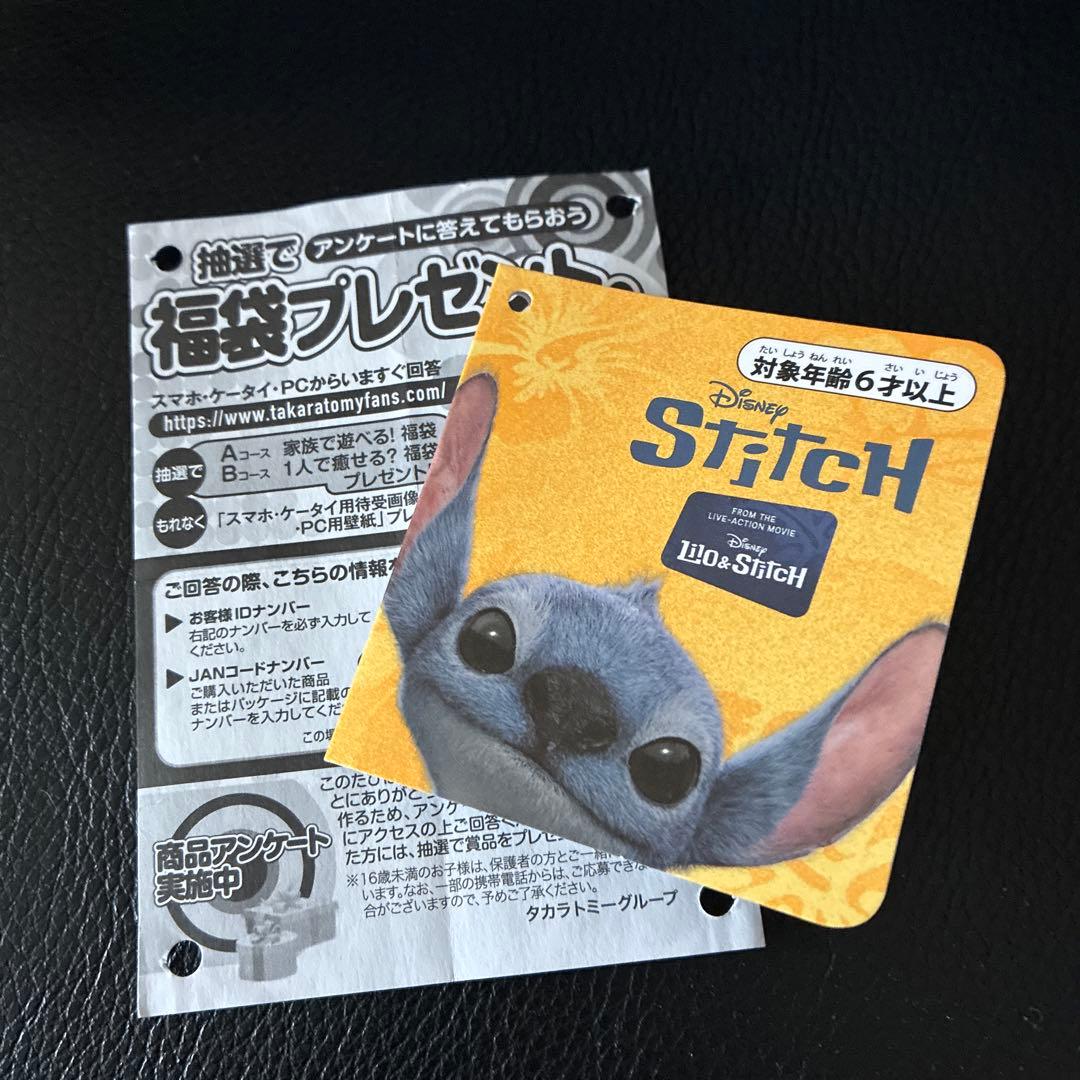 抽選で アンケートに答えてもらおう
福袋プレゼント
スマホ・ケータイ・PCからいますぐ回答
https://www.takaratomyfans.com/
抽選で
Aコース 家族で遊べる! 福袋
Bコース 1人で癒せる? 福袋
プレゼント
もれなく
「スマホ・ケータイ用待受画像
・PC用壁紙」プレ
ご回答の際、こちらの情報
▶ お客様IDナンバー
右記のナンバーを必ず入力して
ください。
▶ JANコードナンバー
ご購入いただいた商品
またはパッケージに記載の
ナンバーを入力してくだ
この
このたび
とにありがと
作るため、アンケ
にアクセスの上ご回答く
た方には、抽選で賞品をプレゼ
※16歳未満のお子様は、保護者の方とご一緒に
います。なお、一部の携帯電話からは、ご応募できな
合がございますので、予めご了承ください。
タカラトミーグループ
商品アンケート
実施中
たいしょうねんれい さいいじょう
対象年齢6才以上
Disney
Stitch
FROM THE
LIVE-ACTION MOVIE
Disney
LILO & STITCH